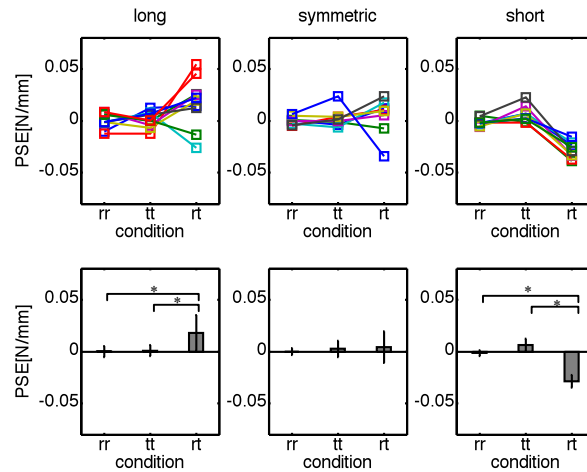 long symmetric short
PSE[N/mm]
0.05 0.05 0.05
0 0 0
-0.05 -0.05 -0.05
rr tt rt rr tt rt rr tt rt
condition condition condition
PSE[N/mm]
* *
* *
0.05 0.05 0.05
0 0 0
-0.05 -0.05 -0.05
rr tt rt rr tt rt rr tt rt
condition condition condition